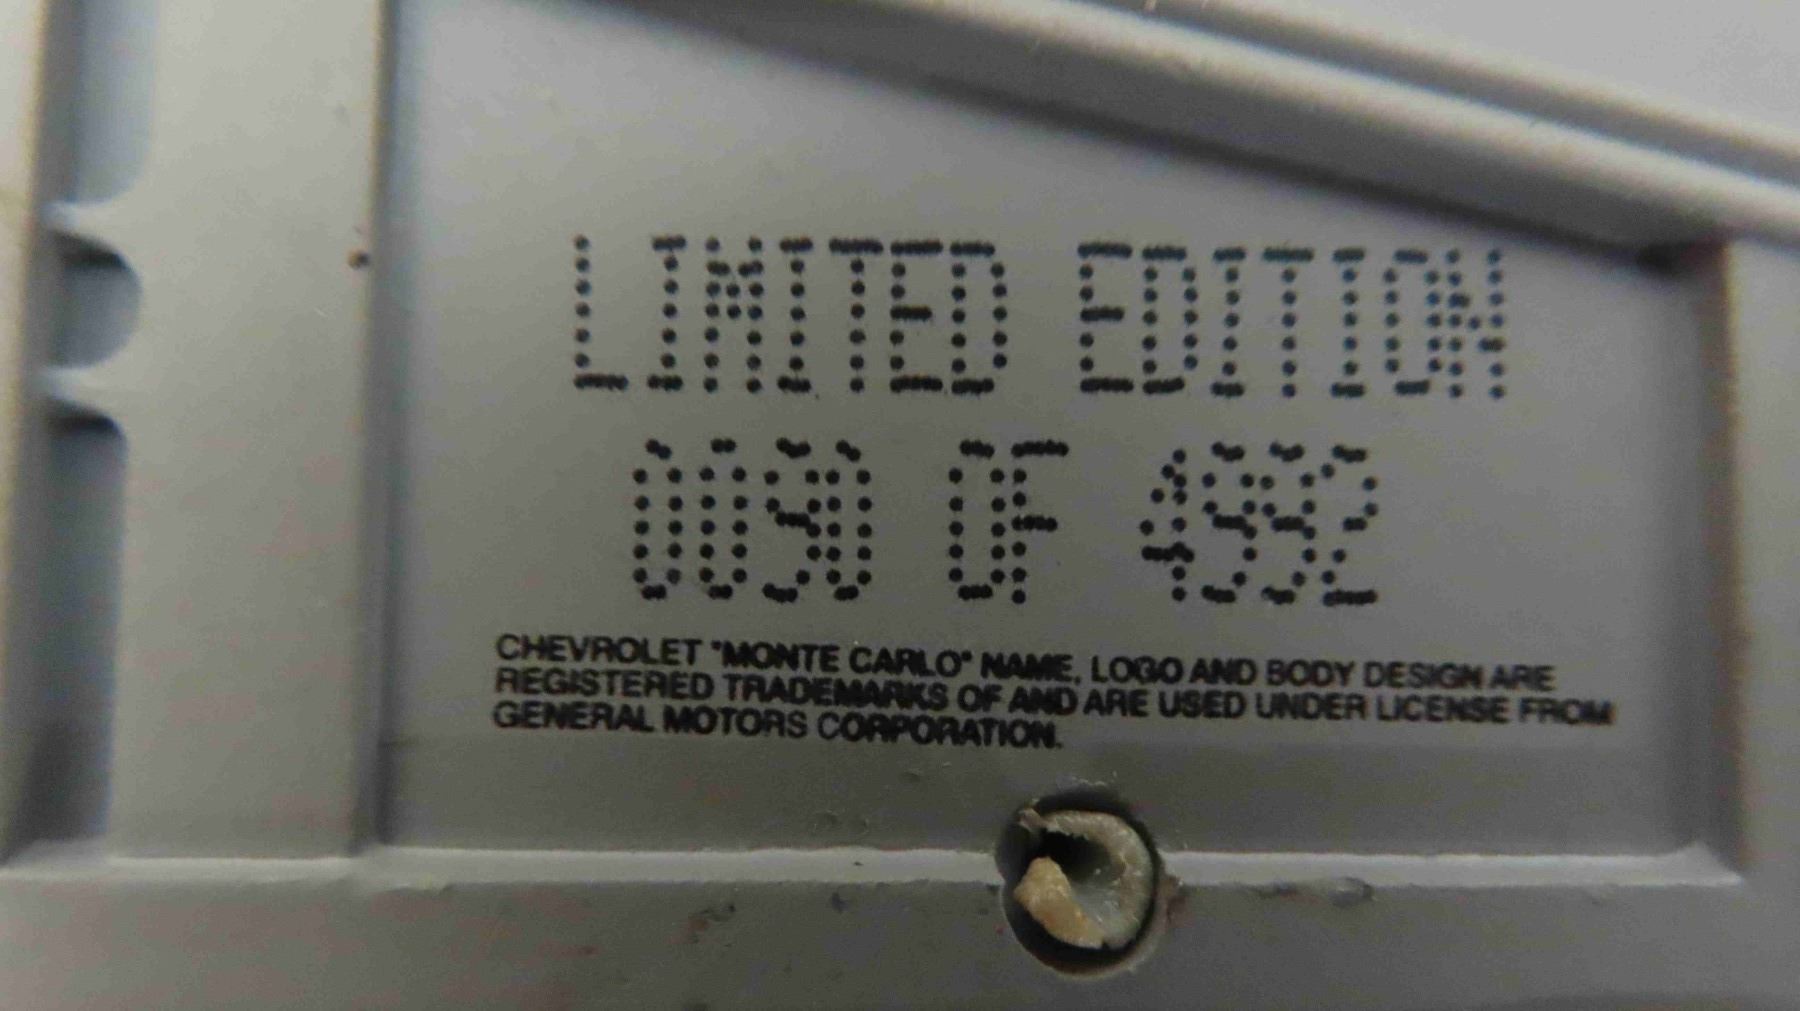 LIMITED EDITION
0090 OF 4992
CHEVROLET "MONTE CARLO" NAME, LOGO AND BODY DESIGN ARE
REGISTERED TRADEMARKS OF AND ARE USED UNDER LICENSE FROM
GENERAL MOTORS CORPORATION.